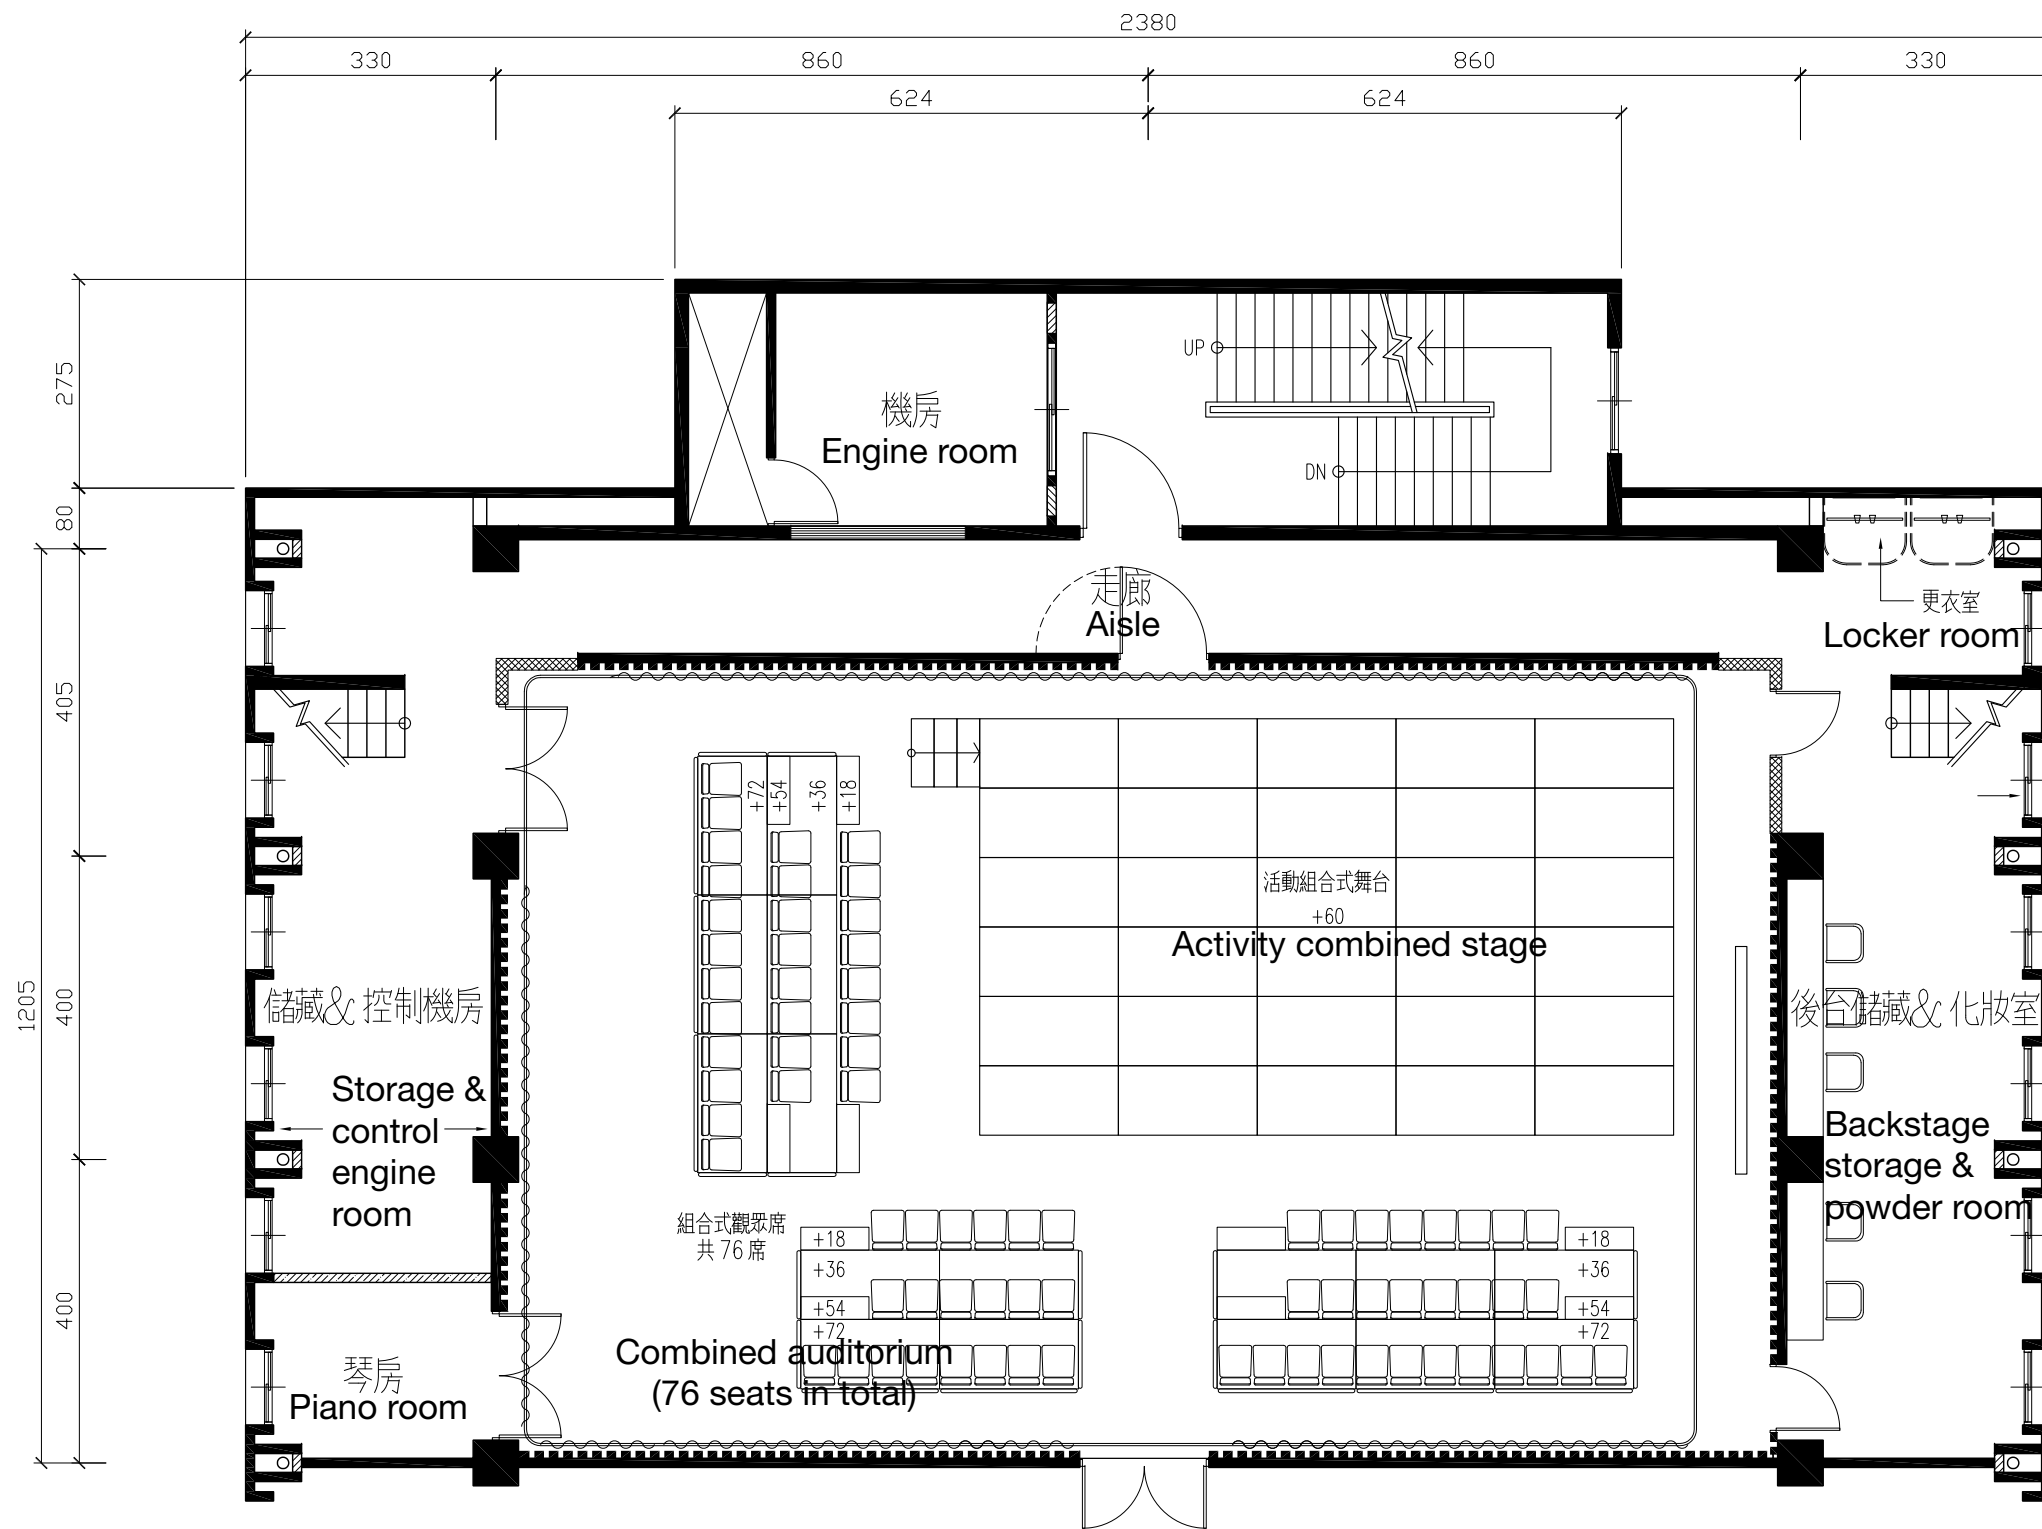 2380
330
860
860
330
624
624
275
80
405
1205
400
400
UP
DN
機房
Engine room
走廊
Aisle
更衣室
Locker room
+72
+54
+36
+18
活動組合式舞台
+60
Activity combined stage
儲藏& 控制機房
Storage &
control
engine
room
後台儲藏& 化妝室
Backstage
storage &
powder room
組合式觀眾席
共 76 席
+18
+36
+54
+72
+18
+36
+54
+72
Combined auditorium
(76 seats in total)
琴房
Piano room